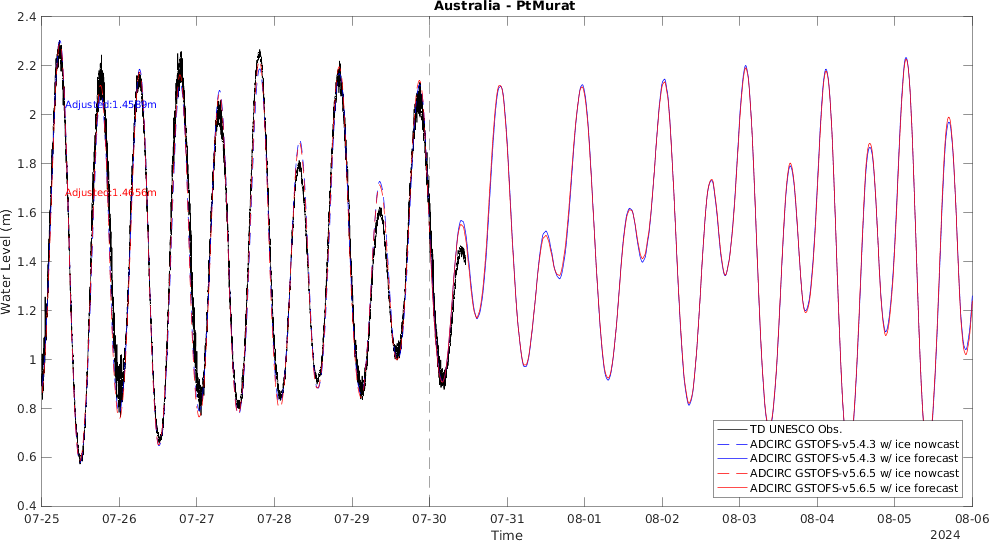 Australia - PtMurat
2.4
2.2
2
1.8
1.6
1.4
1.2
1
0.8
0.6
0.4
Water Level (m)
Adjusted:1.4589m
Adjusted:1.4656m
TD UNESCO Obs.
ADCIRC GSTOFS-v5.4.3 w/ ice nowcast
ADCIRC GSTOFS-v5.4.3 w/ ice forecast
ADCIRC GSTOFS-v5.6.5 w/ ice nowcast
ADCIRC GSTOFS-v5.6.5 w/ ice forecast
07-25 07-26 07-27 07-28 07-29 07-30 07-31 08-01 08-02 08-03 08-04 08-05 08-06
Time
2024